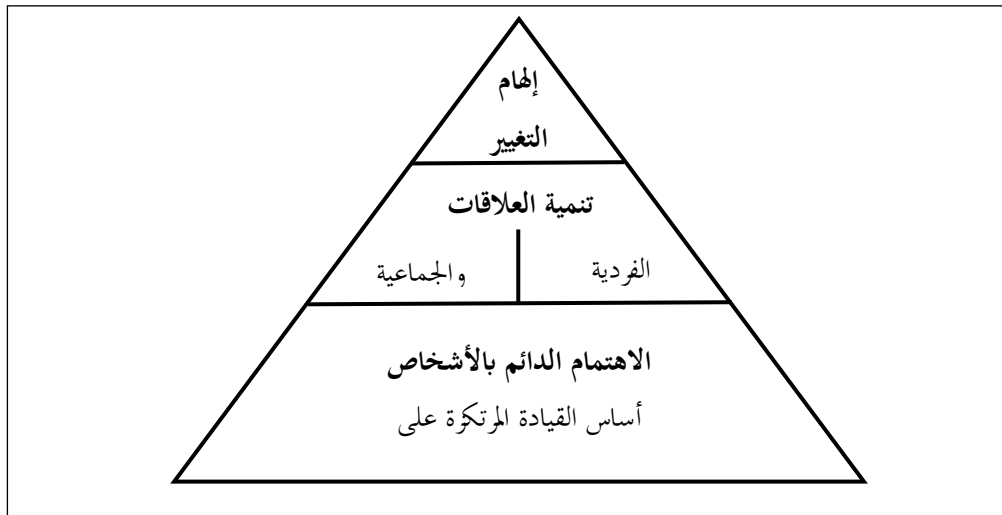 إلهام
التغيير
تنمية العلاقات
الفردية
والجماعية
الاهتمام الدائم بالأشخاص
أساس القيادة المرتكزة على